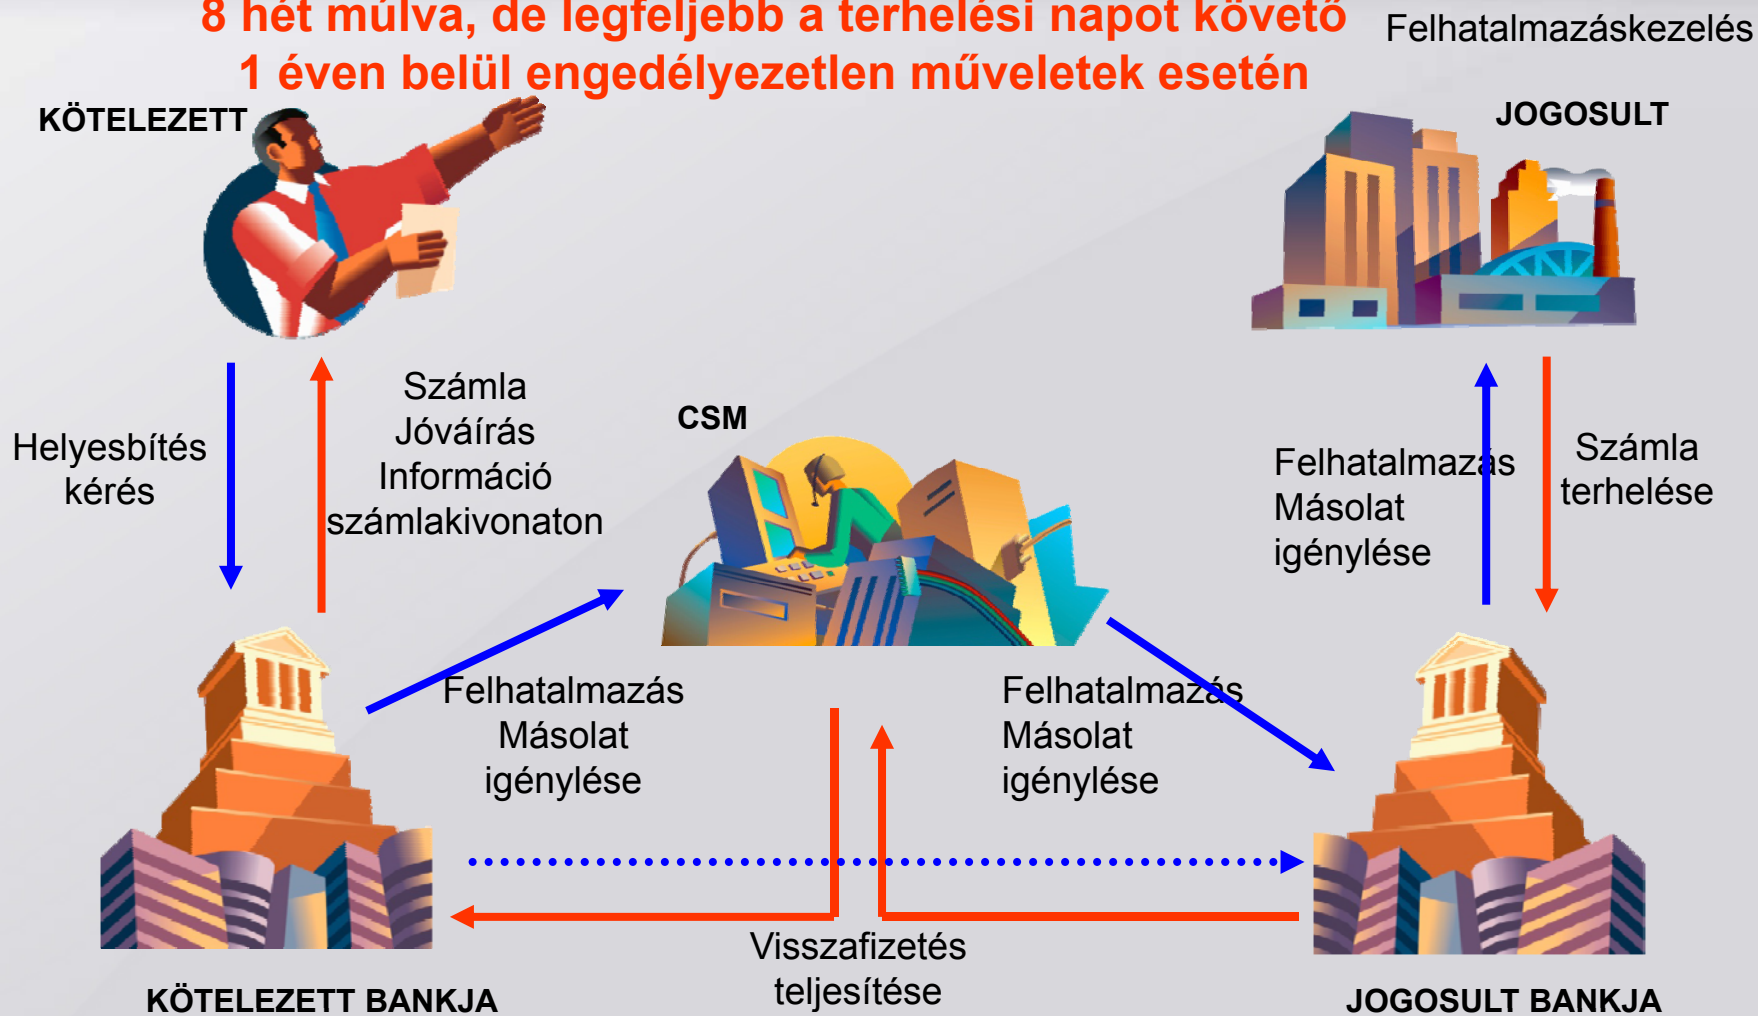 8 hét múlva, de legfeljebb a terhelési napot követő
1 éven belül engedélyezetlen műveletek esetén
Felhatalmazáskezelés
KÖTELEZETT
JOGOSULT
Helyesbítés
kérés
Számla
Jóváírás
Információ
számlakivonaton
CSM
Felhatalmazás
Másolat
igénylése
Számla
terhelése
Felhatalmazás
Másolat
igénylése
Felhatalmazás
Másolat
igénylése
Visszafizetés
teljesítése
KÖTELEZETT BANKJA
JOGOSULT BANKJA